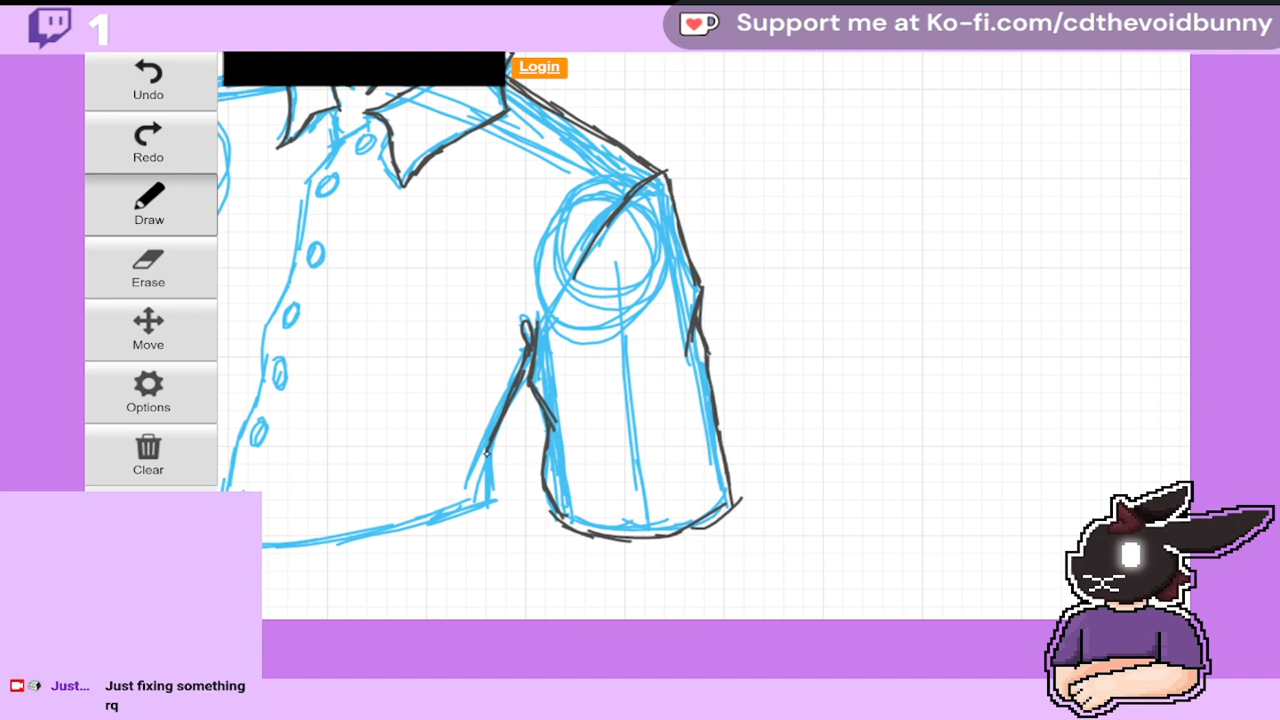 1
Support me at Ko-fi.com/cdthevoidbunny
Login
Undo
Redo
Draw
Erase
Move
Options
Clear
Just... Just fixing something
rq